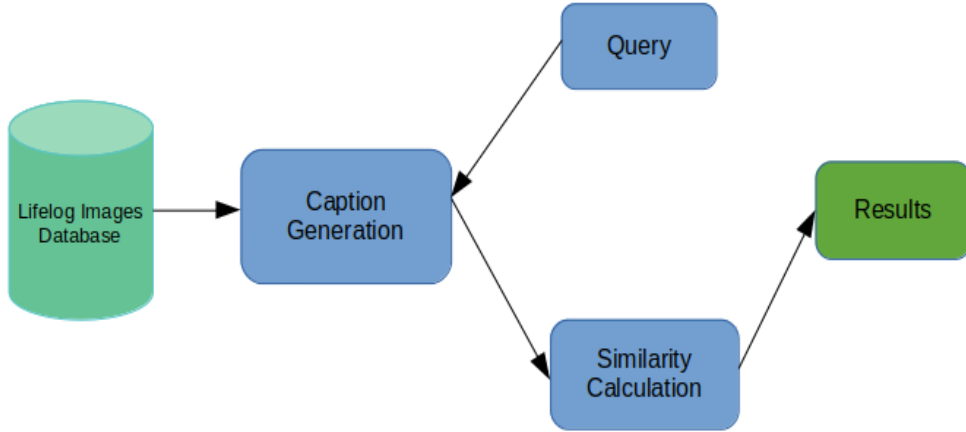 Query
Lifelog Images
Database
Caption
Generation
Results
Similarity
Calculation